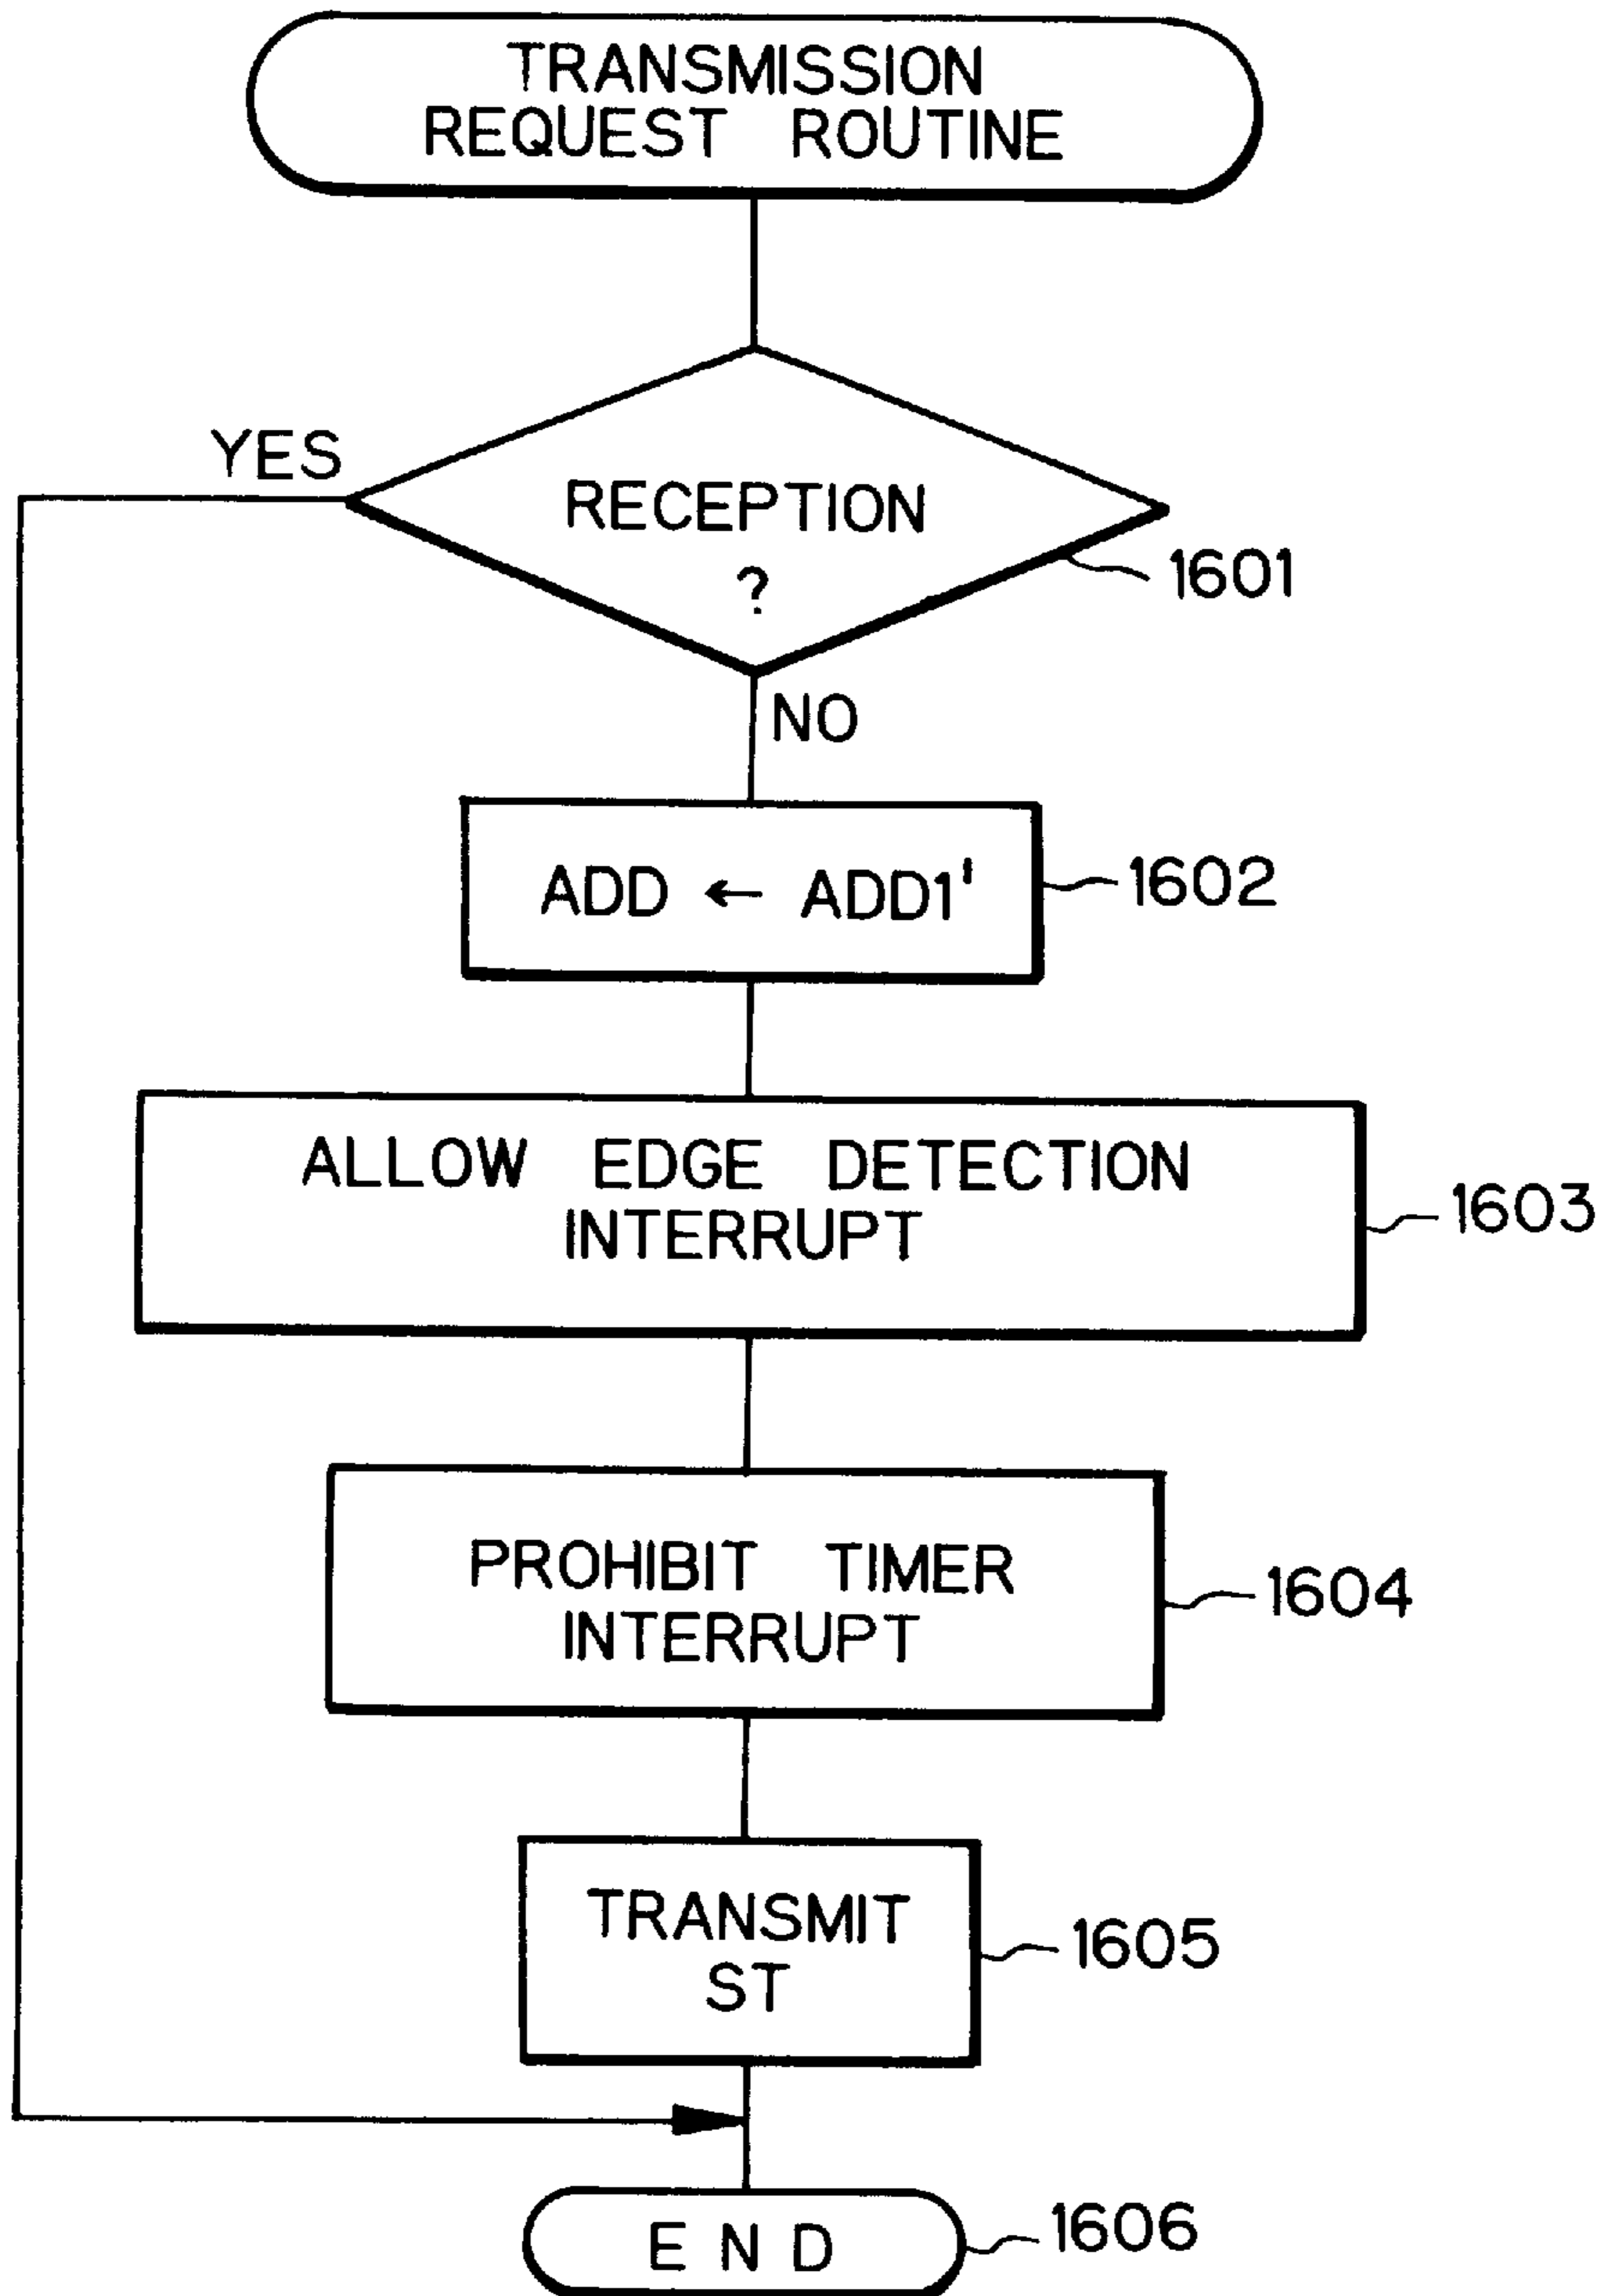 TRANSMISSION
REQUEST ROUTINE
YES
RECEPTION
?
1601
NO
ADD ← ADD1'
1602
ALLOW EDGE DETECTION
INTERRUPT
1603
PROHIBIT TIMER
INTERRUPT
1604
TRANSMIT
ST
1605
END
1606